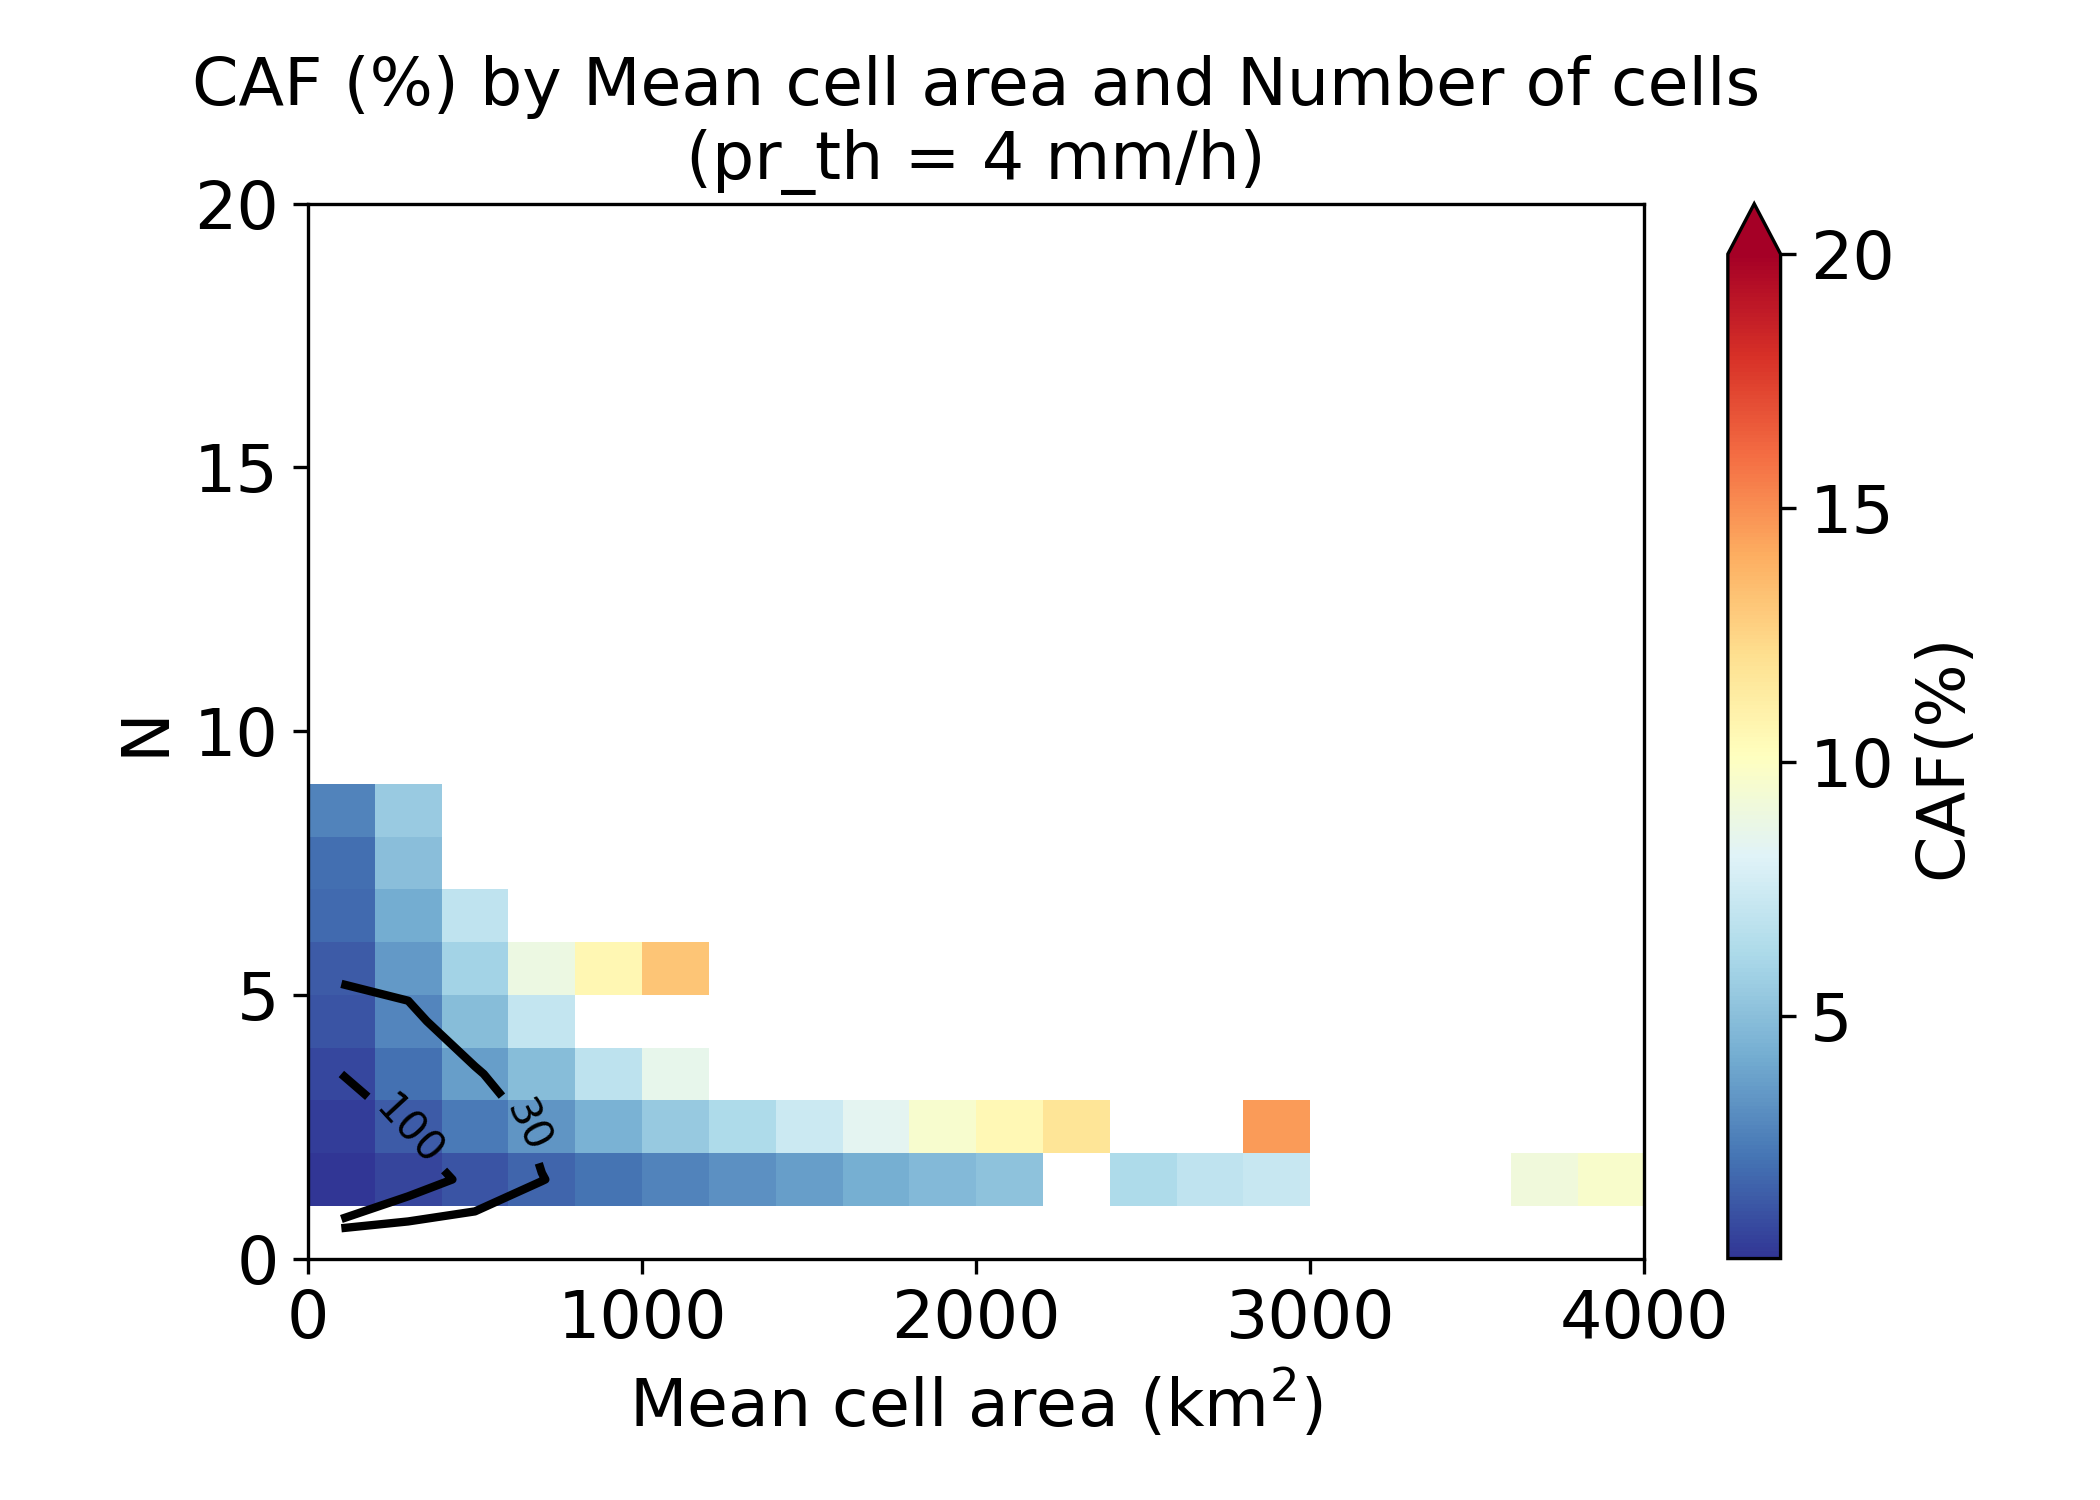 CAF (%) by Mean cell area and Number of cells
(pr_th = 4 mm/h)
20
15
10
5
0
N
100
30
0 1000 2000 3000 4000
Mean cell area (km²)
20
15
10
5
CAF(%)